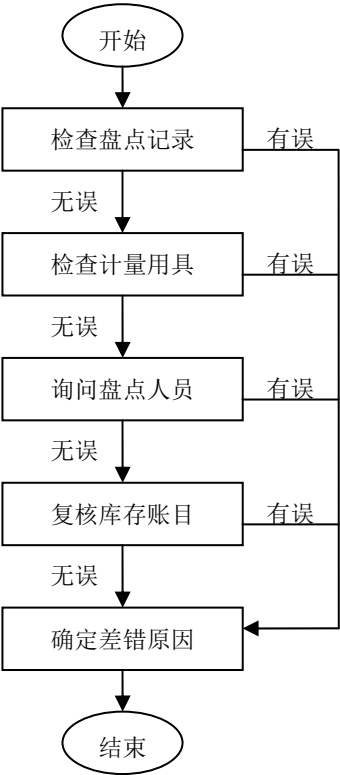 开始
检查盘点记录
有误
无误
检查计量用具
有误
无误
询问盘点人员
有误
无误
复核库存账目
有误
无误
确定差错原因
结束